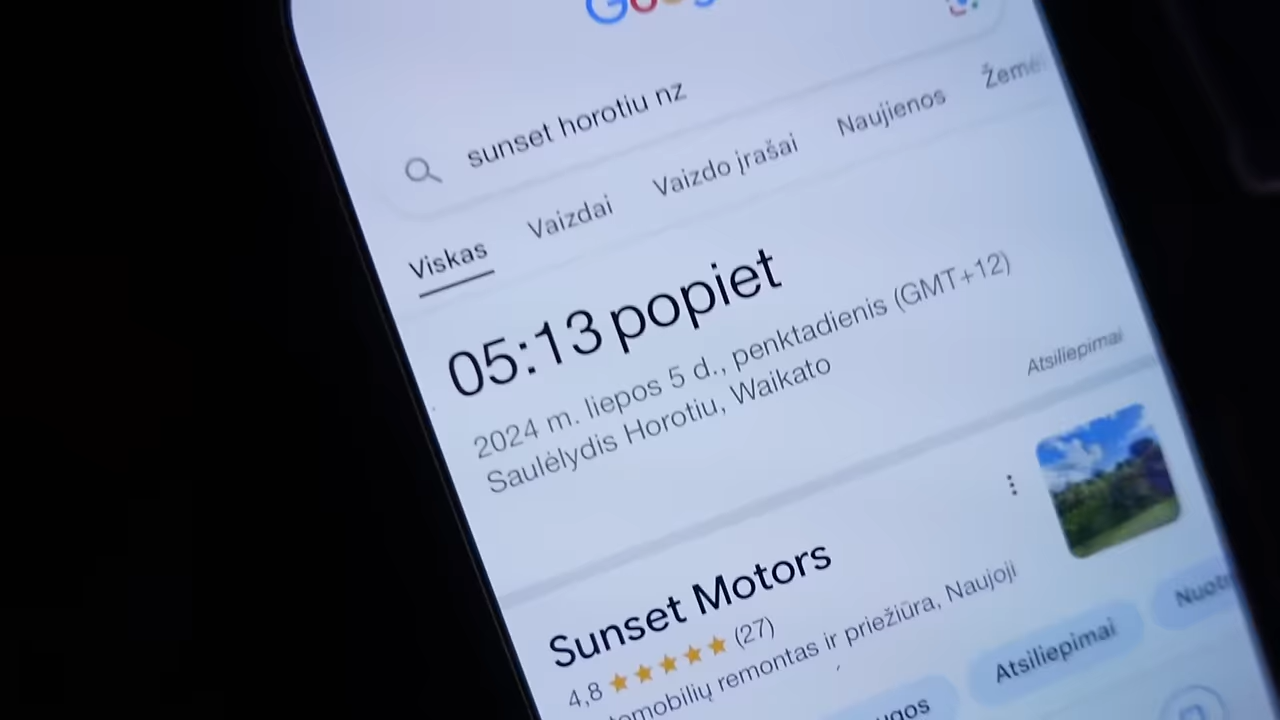 sunset horotiu nz
Viskas Vaizdai Vaizdo įrašai Naujienos
05:13 popiet
2024 m. liepos 5 d., penktadienis (GMT+12)
Saulėlydis Horotiu, Waikato
Atsiliepimai
Sunset Motors
4,8 (27)
remontas ir priežiūra, Naujoji
Atsiliepimai